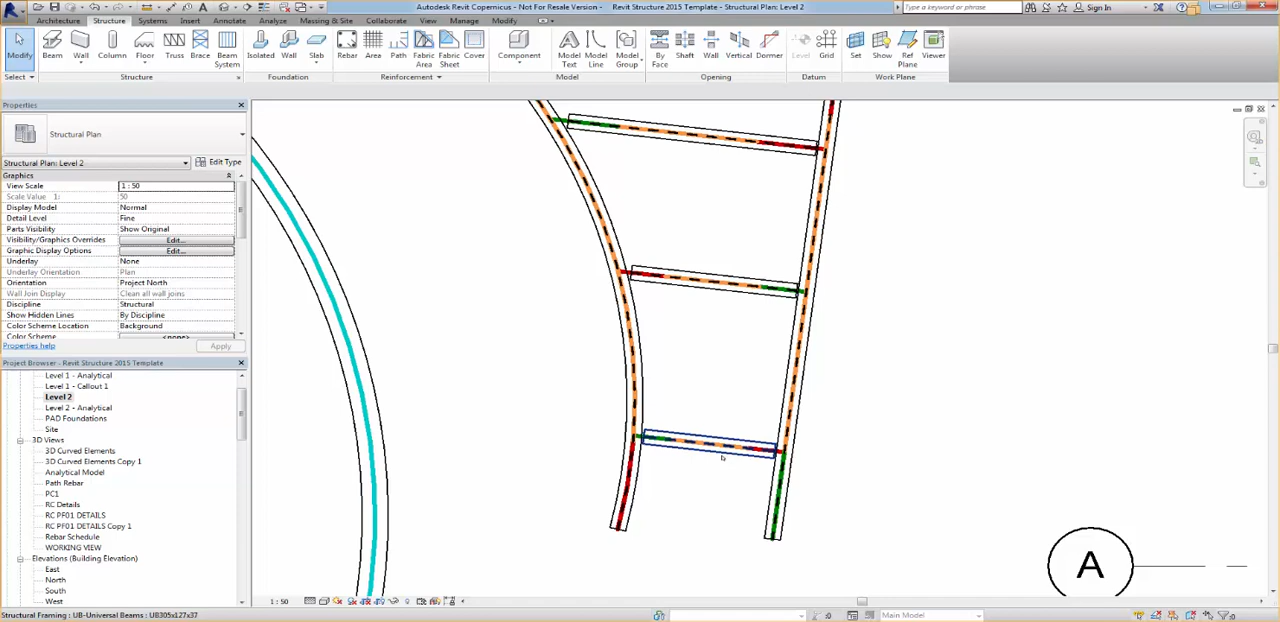 Autodesk Revit Copernicus - Not For Resale Version - Revit Structure 2015 Template - Structural Plan: Level 2
Type a keyword or phrase
Sign In
Architecture Structure Systems Insert Annotate Analyze Massing & Site Collaborate View Manage Modify
Modify Beam Wall Column Floor Truss Brace Beam System Isolated Wall Slab Rebar Area Path Fabric Area Fabric Sheet Cover Component Model Text Model Line Model Group By Face Shaft Wall Vertical Dormer Level Grid Set Show Ref Plane Viewer
Select Structure Foundation Reinforcement Model Opening Datum Work Plane
Properties
Structural Plan
Structural Plan: Level 2 Edit Type
Graphics
View Scale 1 : 50
Scale Value 1: 50
Display Model Normal
Detail Level Fine
Parts Visibility Show Original
Visibility/Graphics Overrides Edit...
Graphic Display Options Edit...
Underlay None
Underlay Orientation Plan
Orientation Project North
Wall Join Display Clean all wall joins
Discipline Structural
Show Hidden Lines By Discipline
Color Scheme Location Background
Color Scheme <none>
Properties help Apply
Project Browser - Revit Structure 2015 Template
Level 1 - Analytical
Level 1 - Callout 1
Level 2
Level 2 - Analytical
PAD Foundations
Site
3D Views
3D Curved Elements
3D Curved Elements Copy 1
Analytical Model
Path Rebar
PC1
RC Details
RC PF01 DETAILS
RC PF01 DETAILS Copy 1
Rebar Schedule
WORKING VIEW
Elevations (Building Elevation)
East
North
South
West
A
1 : 50
Structural Framing : UB-Universal Beams : UB305x127x37
:0
Main Model
:0